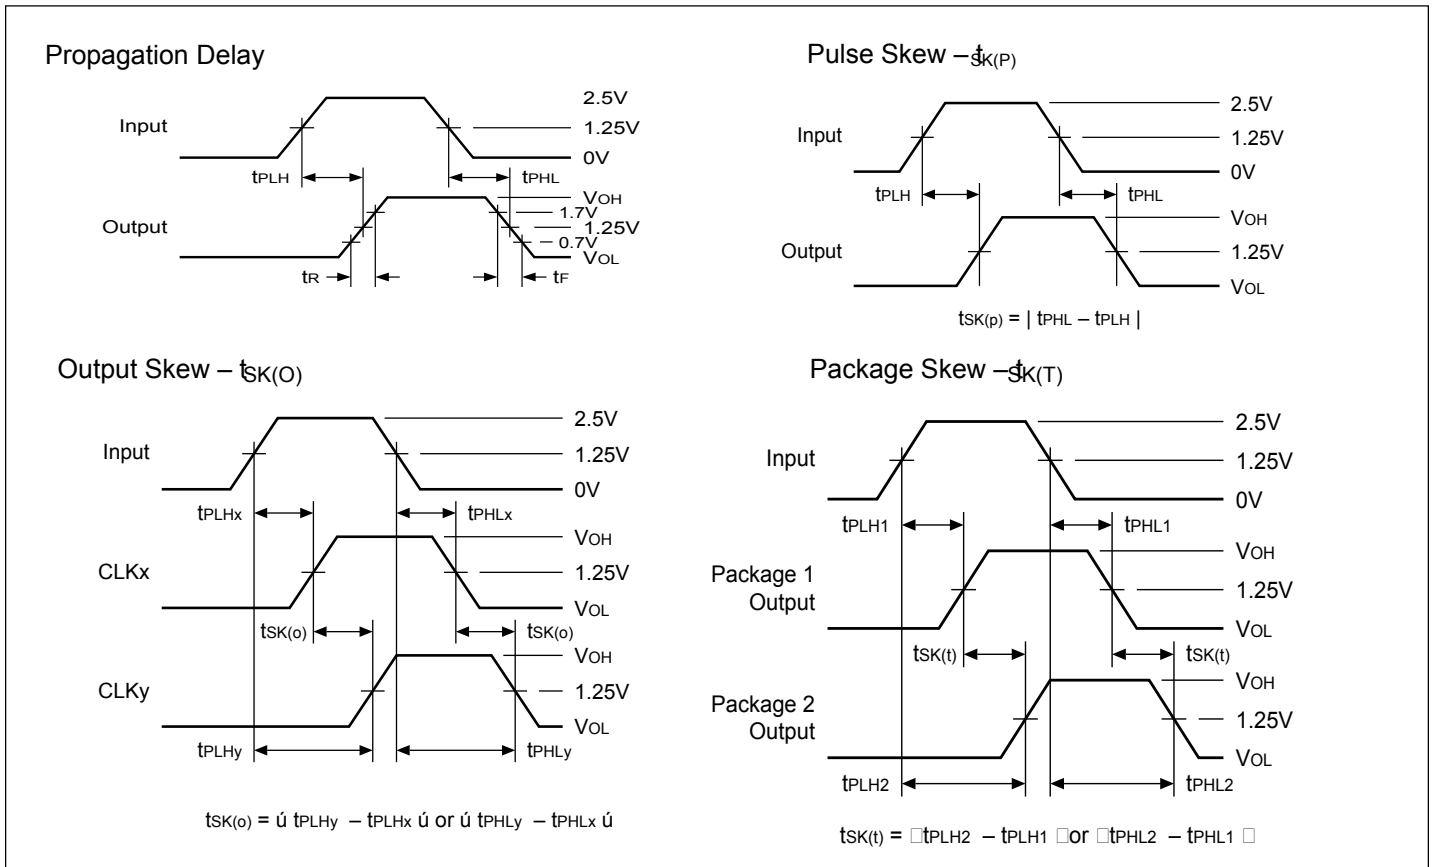 Propagation Delay
Input
2.5V
1.25V
0V
tPLH
tPHL
Output
VOH
1.7V
1.25V
0.7V
VOL
tR
tF
Pulse Skew – tSK(P)
Input
2.5V
1.25V
0V
tPLH
tPHL
Output
VOH
1.25V
VOL
tSK(p) = | tPHL – tPLH |
Output Skew – tSK(O)
Input
2.5V
1.25V
0V
tPLHx
tPHLx
CLKx
VOH
1.25V
VOL
tSK(o)
tSK(o)
CLKy
VOH
1.25V
VOL
tPLHy
tPHLy
tSK(o) = ú tPLHy – tPLHx ú or ú tPHLy – tPHLx ú
Package Skew – tSK(T)
Input
2.5V
1.25V
0V
tPLH1
tPHL1
Package 1
Output
VOH
1.25V
VOL
tSK(t)
tSK(t)
Package 2
Output
VOH
1.25V
VOL
tPLH2
tPHL2
tSK(t) = □tPLH2 – tPLH1 □or □tPHL2 – tPHL1 □